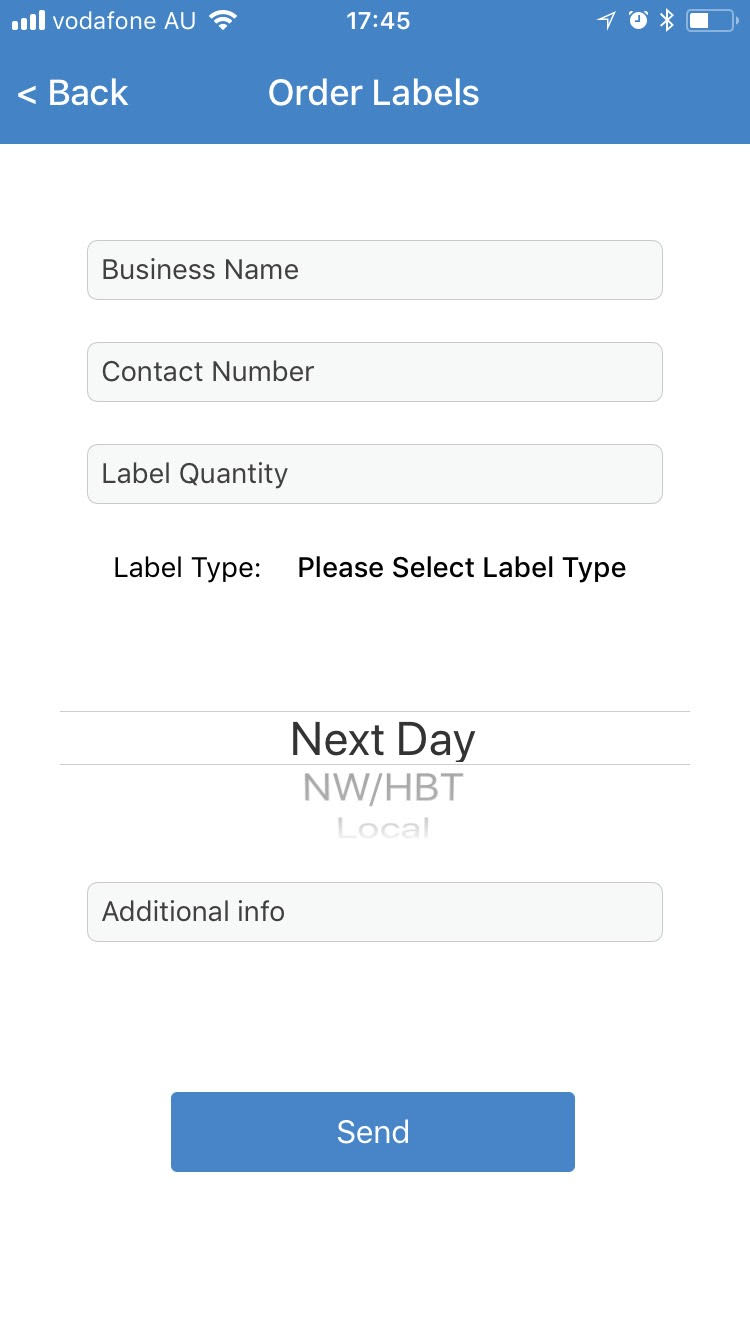 vodafone AU 17:45
< Back Order Labels
Business Name
Contact Number
Label Quantity
Label Type: Please Select Label Type
Next Day
NW/HBT
Local
Additional info
Send